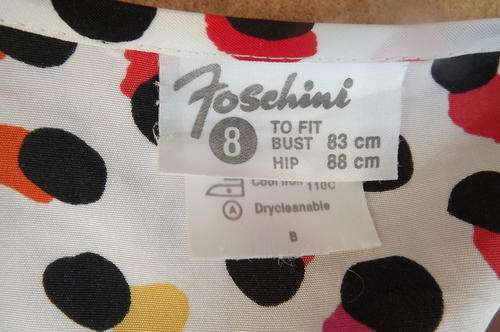 Foschini
8 TO FIT
BUST 83 cm
HIP 88 cm
Cool Iron 110C
A Drycleanable
B